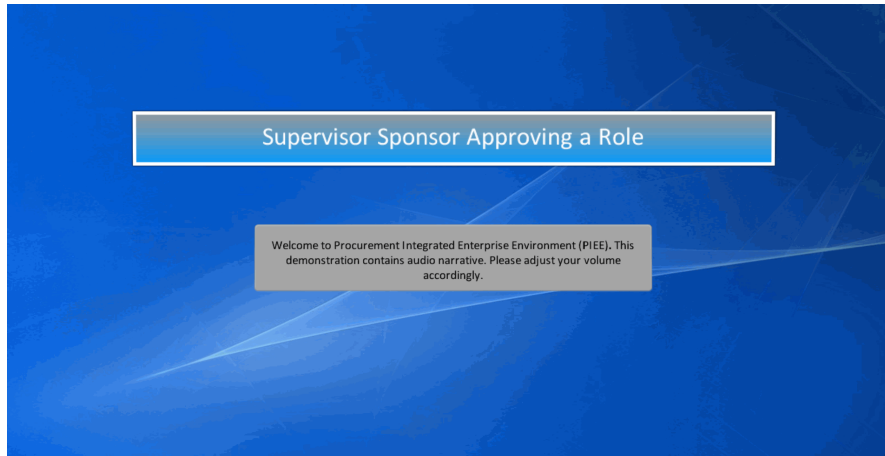 Supervisor Sponsor Approving a Role
Welcome to Procurement Integrated Enterprise Environment (PIEE). This
demonstration contains audio narrative. Please adjust your volume
accordingly.